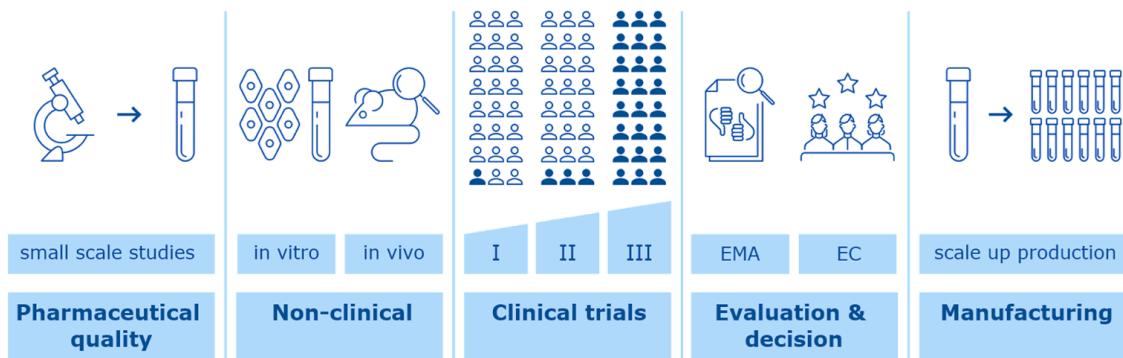 small scale studies
in vitro
in vivo
I
II
III
EMA
EC
scale up production
Pharmaceutical
quality
Non-clinical
Clinical trials
Evaluation &
decision
Manufacturing